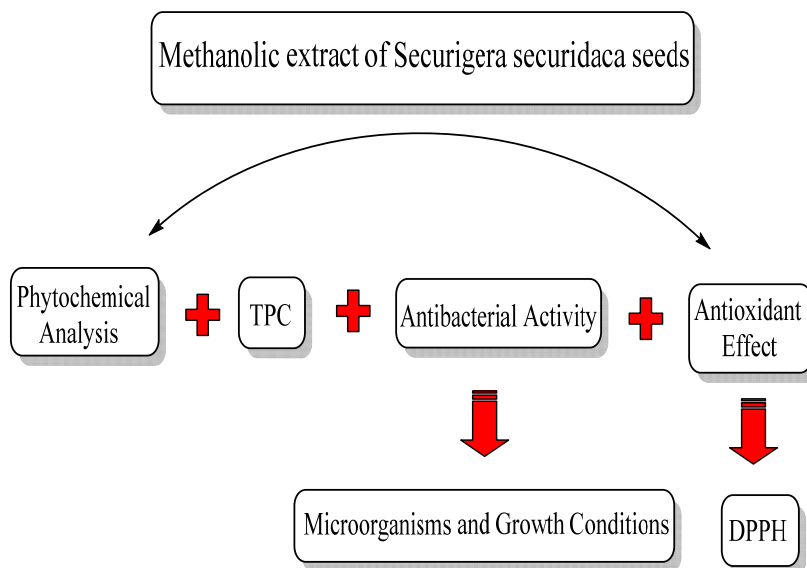 Methanolic extract of Securigera securidaca seeds
Phytochemical
Analysis
TPC
Antibacterial Activity
Antioxidant
Effect
Microorganisms and Growth Conditions
DPPH